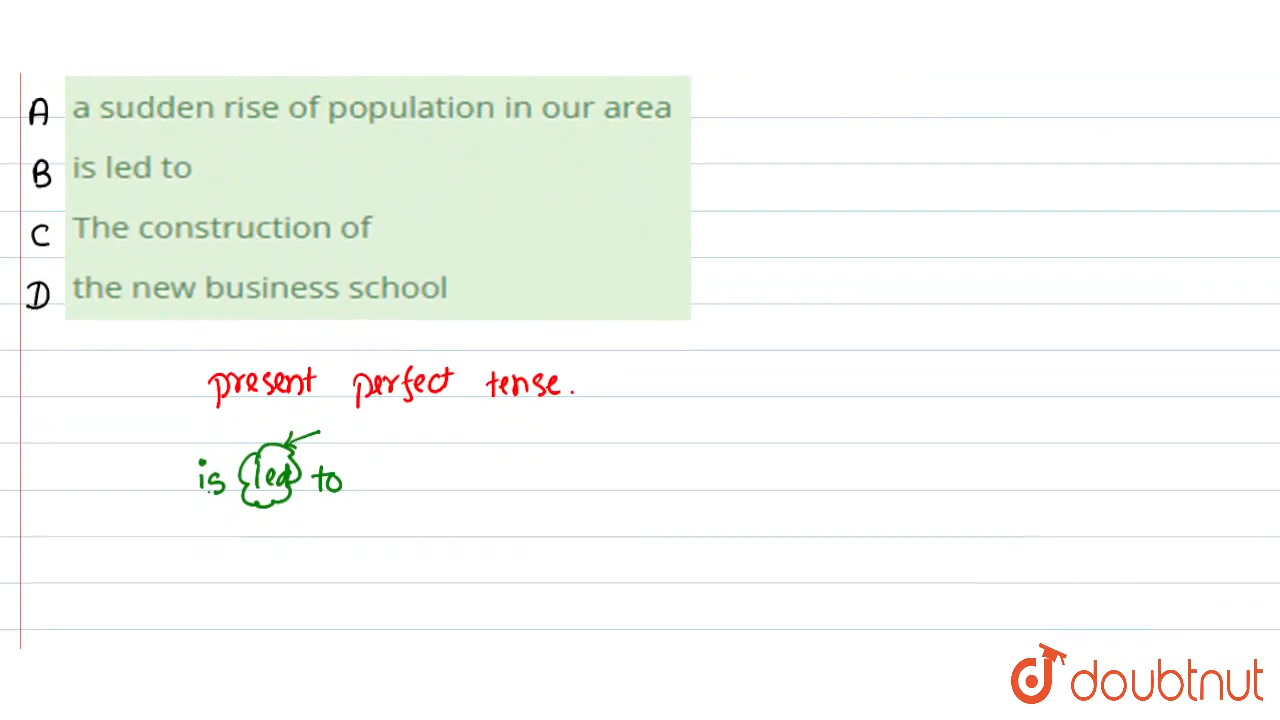 A a sudden rise of population in our area
B is led to
C The construction of
D the new business school
present perfect tense.
is led to
doubtnut